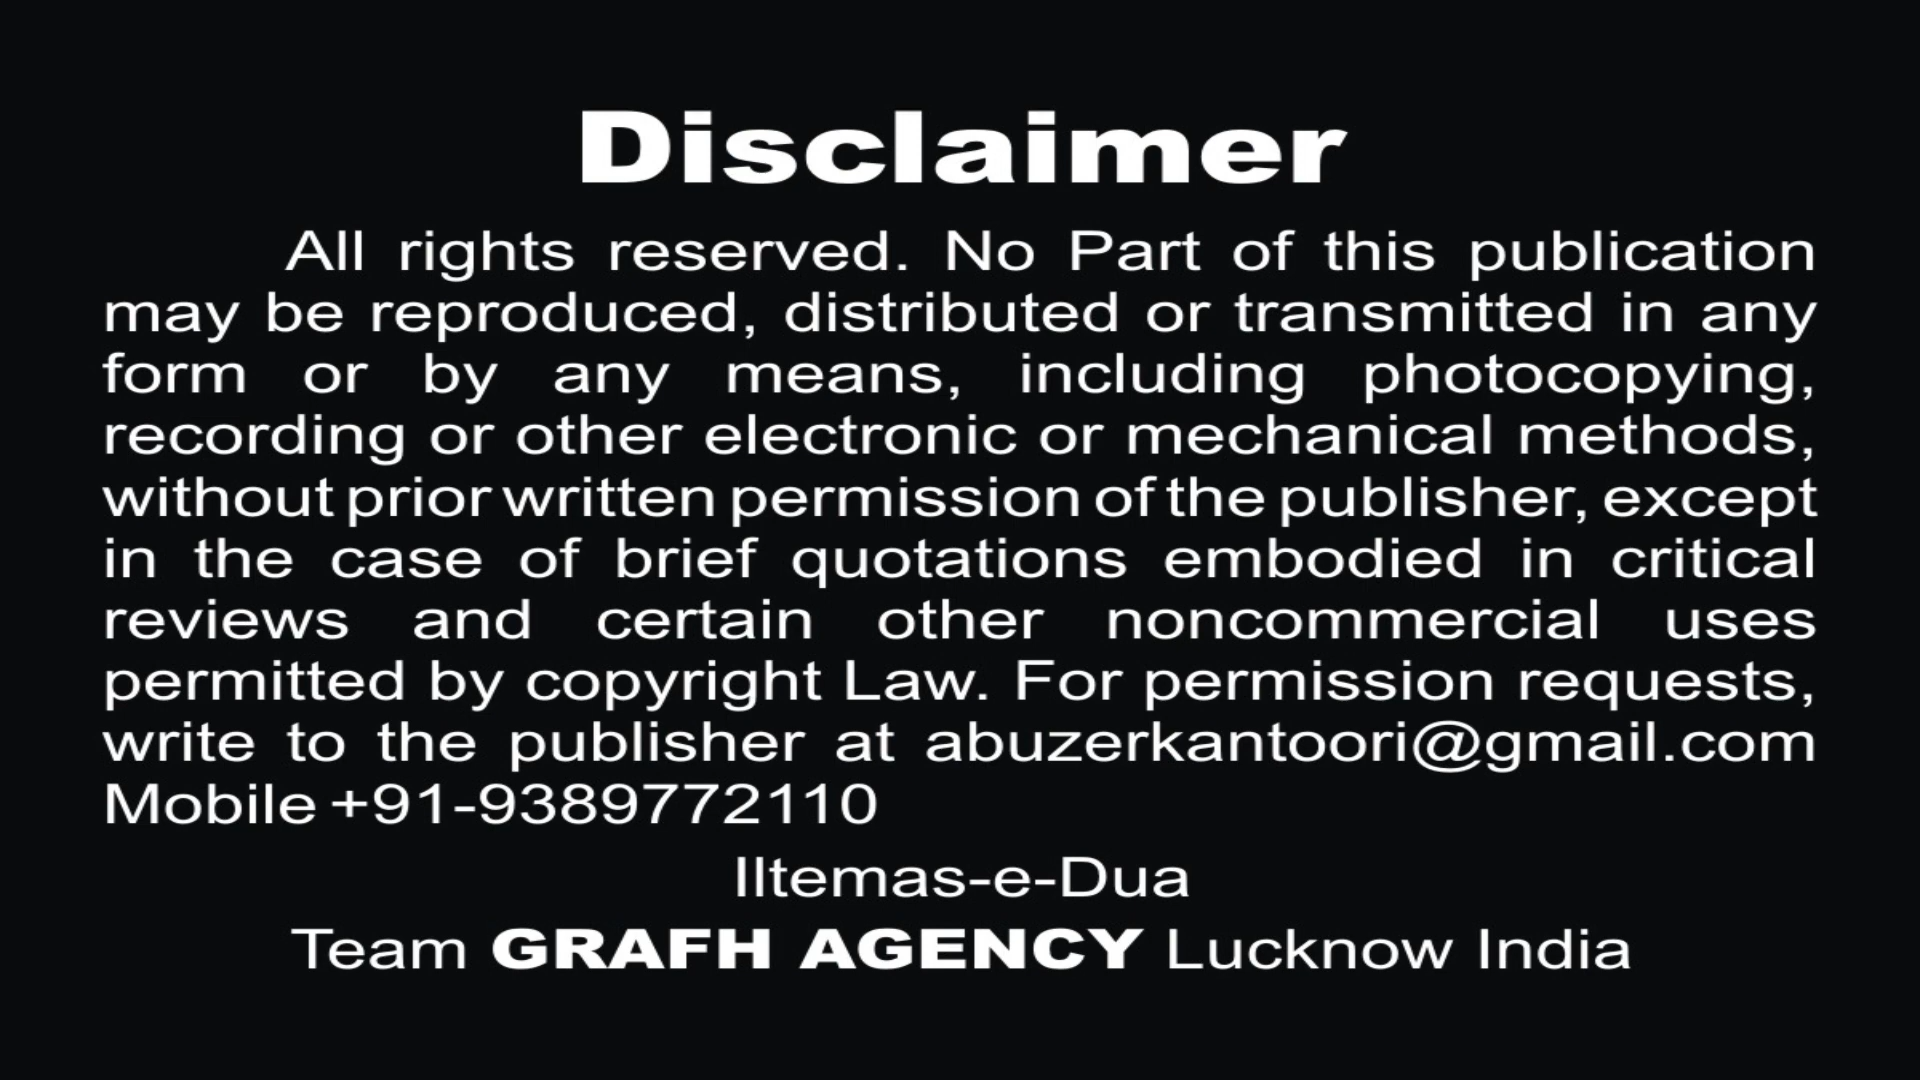 Disclaimer
All rights reserved. No Part of this publication
may be reproduced, distributed or transmitted in any
form or by any means, including photocopying,
recording or other electronic or mechanical methods,
without prior written permission of the publisher, except
in the case of brief quotations embodied in critical
reviews and certain other noncommercial uses
permitted by copyright Law. For permission requests,
write to the publisher at abuzerkantoori@gmail.com
Mobile +91-9389772110
Iltemas-e-Dua
Team GRAFH AGENCY Lucknow India